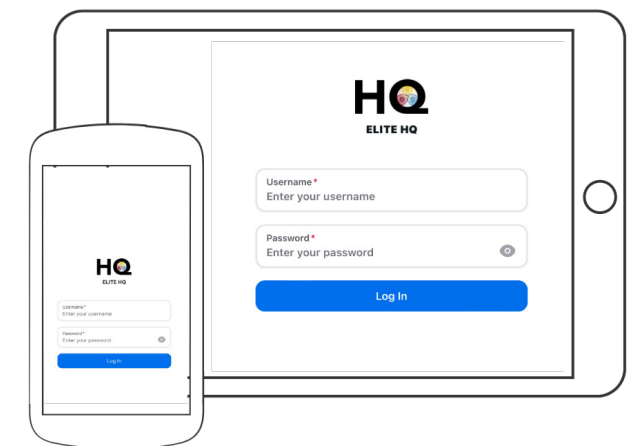 HQ
ELITE HQ
Username*
Enter your username
Password*
Enter your password
Log In
HQ
ELITE HQ
Username*
Enter your username
Password*
Enter your password
Log In